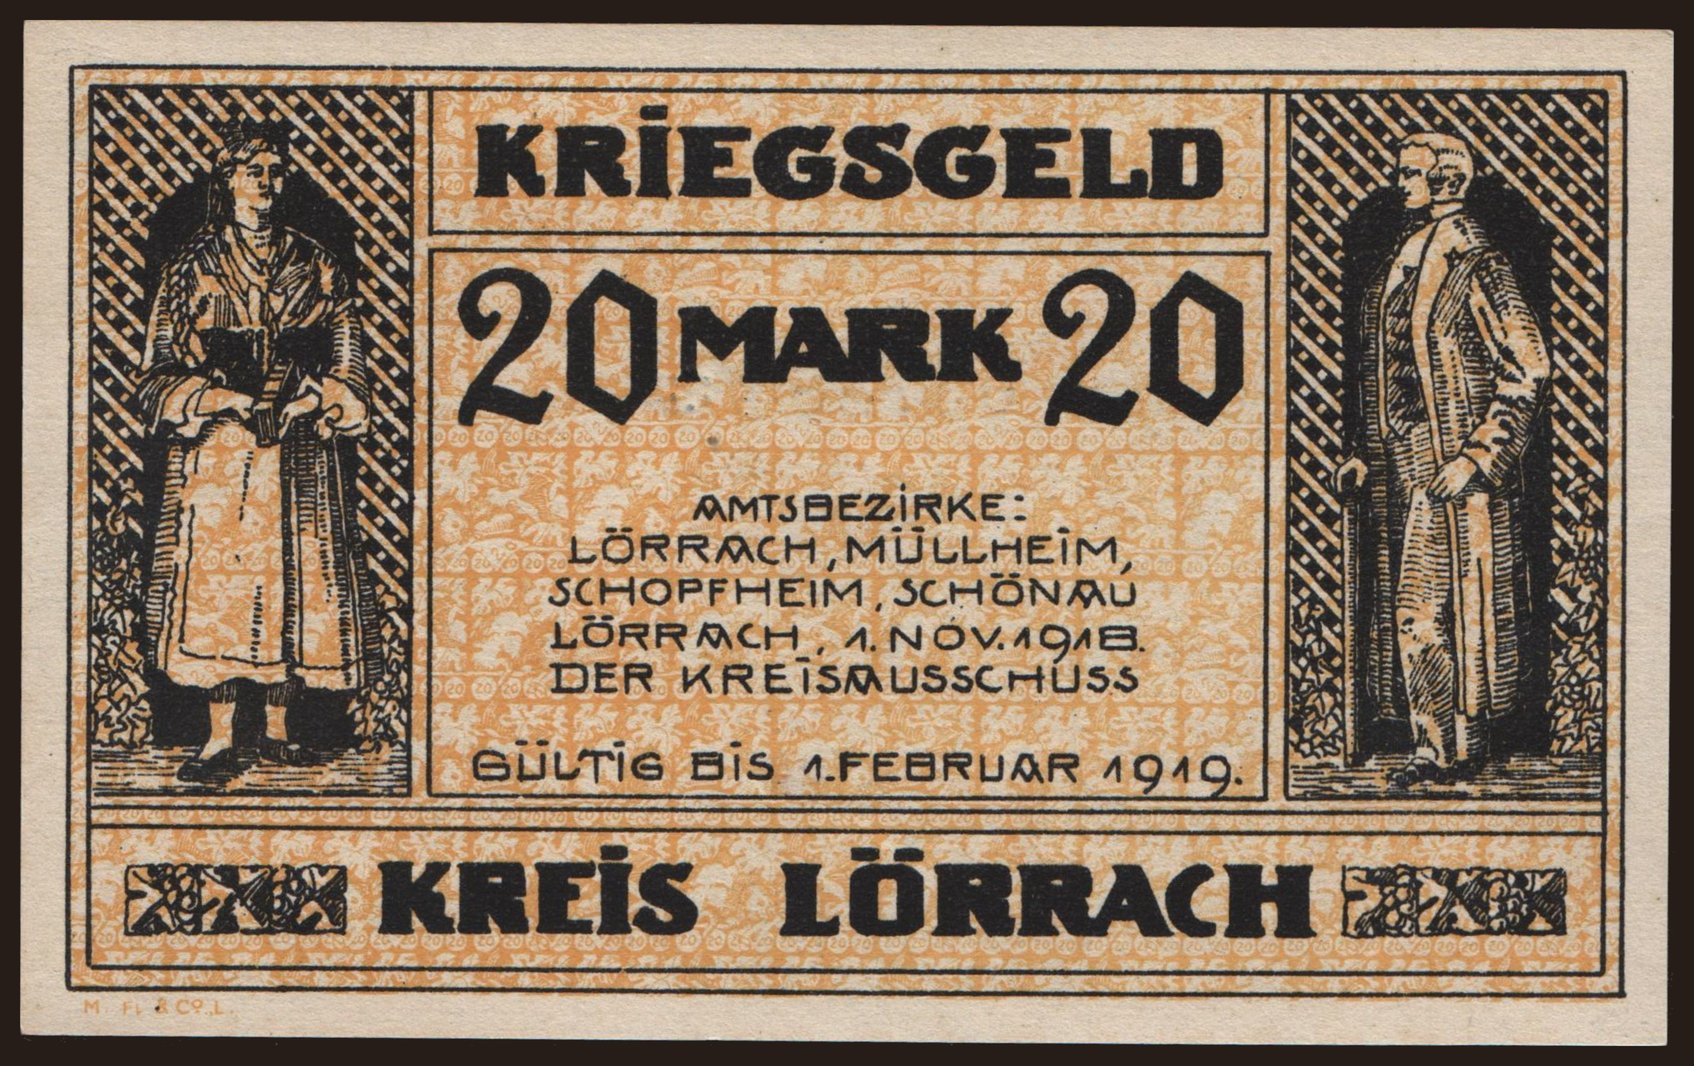 KRIEGSGELD
20 MARK 20
AMTSBEZIRKE:
LÖRRACH, MÜLLHEIM,
SCHOPFHEIM, SCHÖNAU
LÖRRACH, 1. NOV. 1918.
DER KREISAUSSCHUSS
GÜLTIG BIS 1. FEBRUAR 1919.
KREIS LÖRRACH
& Co., L.